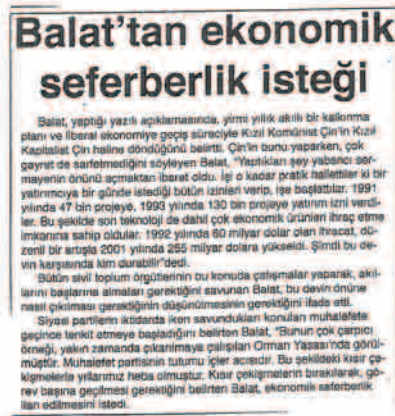 Balat'tan ekonomik
seferberlik isteği
Balat, yaptığı yazılı açıklamasında, yirmi yıllık akıllı bir kalkınma
planı ve liberal ekonomiye geçiş süreciyle Kızıl Komünist Çin'in Kızıl
Kapitalist Çin haline döndüğünü belirtti. Çin'in bunu yaparken, çok
gayret de sarfetmediğini söyleyen Balat, "Yaptıkları şey yabancı ser-
mayenin önünü açmaktan ibaret oldu. İşi o kadar pratik hallettiler ki bir
yatırımcıya bir günde istediği bütün izinleri verip, işe başlattılar. 1991
yılında 47 bin projeye, 1993 yılında 130 bin projeye yatırım izni verdi-
ler. Bu şekilde son teknoloji de dahil çok ekonomik ürünleri ihraç etme
imkanına sahip oldular. 1992 yılında 60 milyar dolar olan ihracat, dü-
zenli bir artışla 2001 yılında 255 milyar dolara yükseldi. Şimdi bu de-
vin karşısında kim durabilir"dedi.
Bütün sivil toplum örgütlerinin bu konuda çatışmalar yaparak, akıl-
larını başlarına almaları gerektiğini savunan Balat, bu devin önüne
nasıl çıkılması gerektiğinin düşünülmesinin gerektiğini ifade etti.
Siyasi partilerin iktidarda iken savundukları konuları muhalefete
geçince tenkit etmeye başladığını belirten Balat, "Bunun çok çarpıcı
örneği, yakın zamanda çıkarılmaya çalışılan Orman Yasasında görül-
müştür. Muhalefet partisinin tutumu içler acısıdır. Bu şekildeki kısır çe-
kişmelerle yıllarımız heba olmuştur. Kısır çekişmelerin bırakılarak, gö-
rev başına geçilmesi gerektiğini belirten Balat, ekonomik seferberlik
ilan edilmesini istedi.